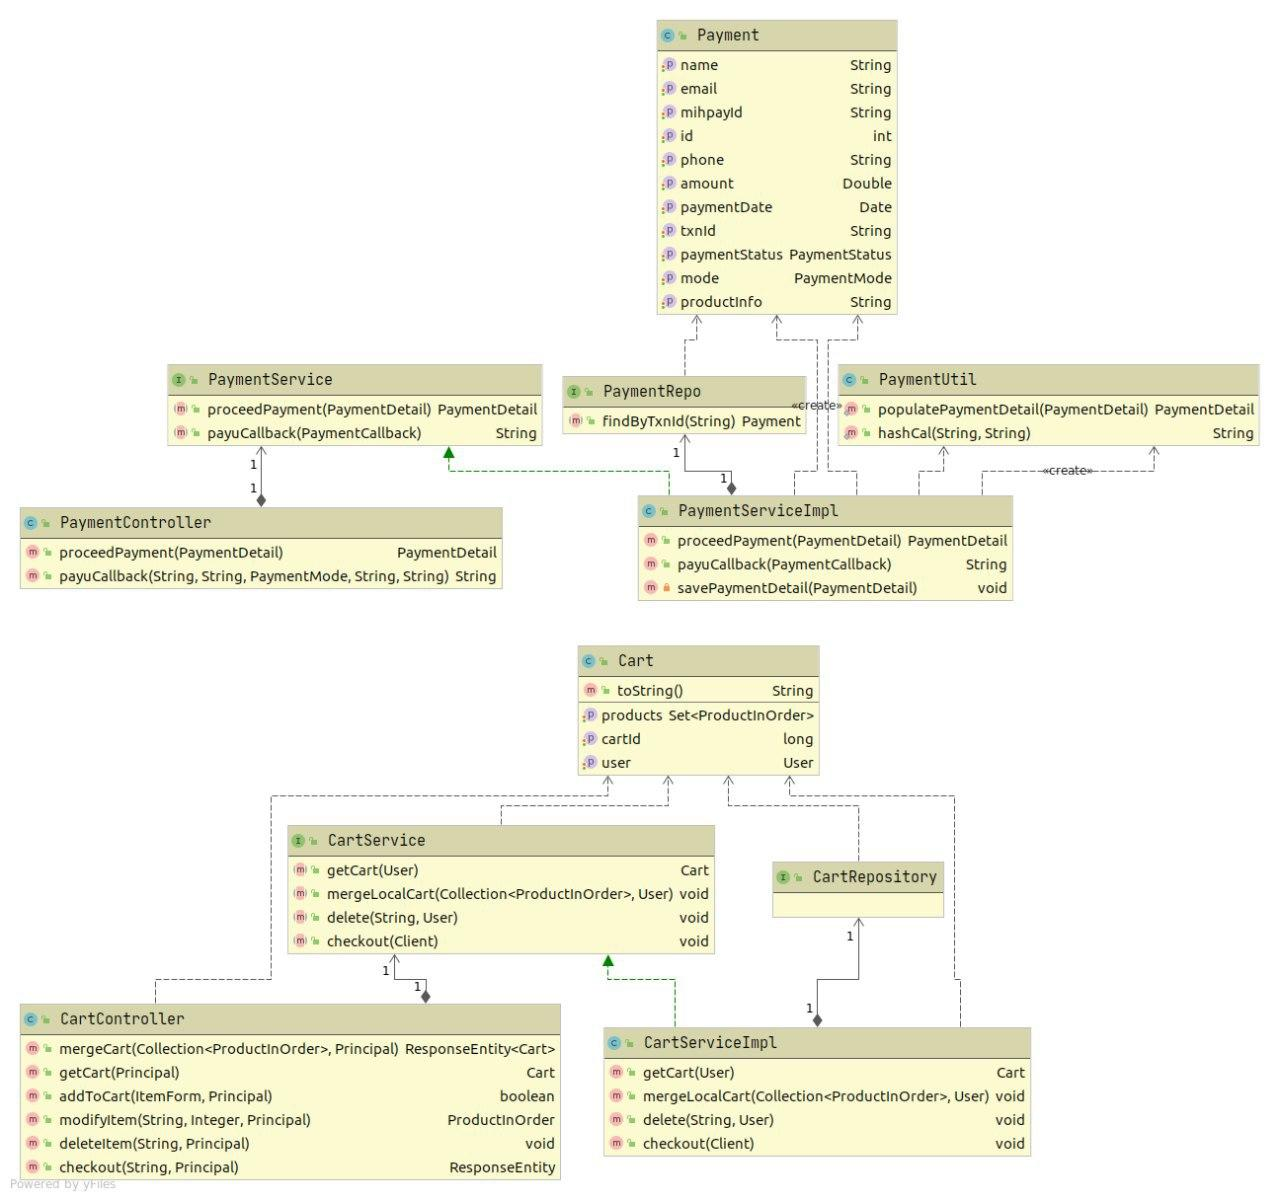 Payment
name String
email String
mihpayId String
id int
phone String
amount Double
paymentDate Date
txnId String
paymentStatus PaymentStatus
mode PaymentMode
productInfo String
PaymentService
proceedPayment(PaymentDetail) PaymentDetail
payuCallback(PaymentCallback) String
PaymentRepo
findByTxnId(String) Payment
«create»
PaymentUtil
populatePaymentDetail(PaymentDetail) PaymentDetail
hashCal(String, String) String
1
1
1
1
«create»
PaymentController
proceedPayment(PaymentDetail) PaymentDetail
payuCallback(String, String, PaymentMode, String, String) String
PaymentServiceImpl
proceedPayment(PaymentDetail) PaymentDetail
payuCallback(PaymentCallback) String
savePaymentDetail(PaymentDetail) void
Cart
toString() String
products Set<ProductInOrder>
cartId long
user User
CartService
getCart(User) Cart
mergeLocalCart(Collection<ProductInOrder>, User) void
delete(String, User) void
checkout(Client) void
CartRepository
1
1
1
1
CartController
mergeCart(Collection<ProductInOrder>, Principal) ResponseEntity<Cart>
getCart(Principal) Cart
addToCart(ItemForm, Principal) boolean
modifyItem(String, Integer, Principal) ProductInOrder
deleteItem(String, Principal) void
checkout(String, Principal) ResponseEntity
CartServiceImpl
getCart(User) Cart
mergeLocalCart(Collection<ProductInOrder>, User) void
delete(String, User) void
checkout(Client) void
Powered by yFiles